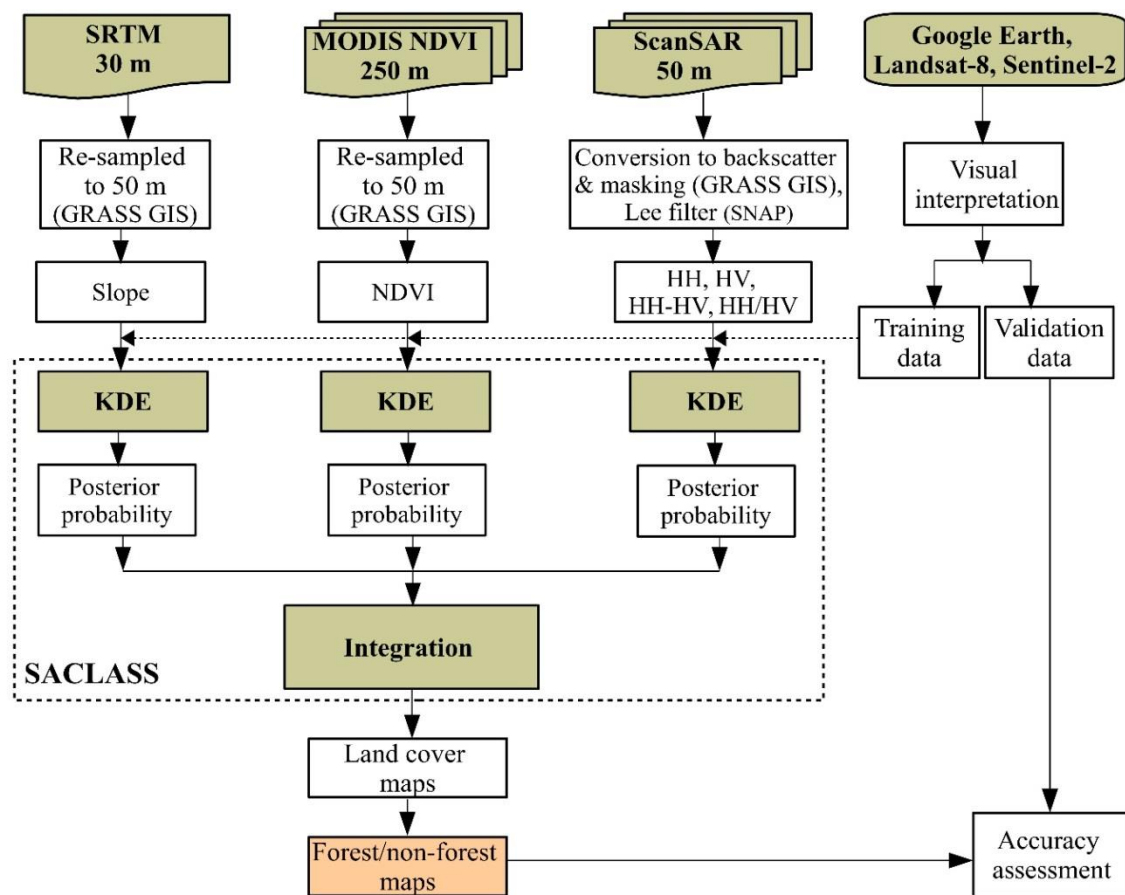 SRTM
30 m
MODIS NDVI
250 m
ScanSAR
50 m
Google Earth,
Landsat-8, Sentinel-2
Re-sampled
to 50 m
(GRASS GIS)
Re-sampled
to 50 m
(GRASS GIS)
Conversion to backscatter
& masking (GRASS GIS),
Lee filter (SNAP)
Visual
interpretation
Slope
NDVI
HH, HV,
HH-HV, HH/HV
Training
data
Validation
data
KDE
KDE
KDE
Posterior
probability
Posterior
probability
Posterior
probability
Integration
SACLASS
Land cover
maps
Forest/non-forest
maps
Accuracy
assessment